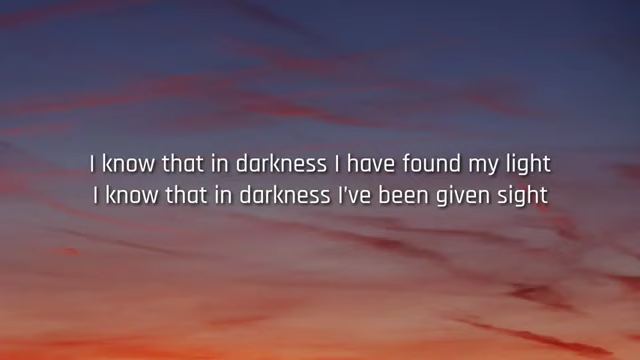 I know that in darkness I have found my light
I know that in darkness I’ve been given sight